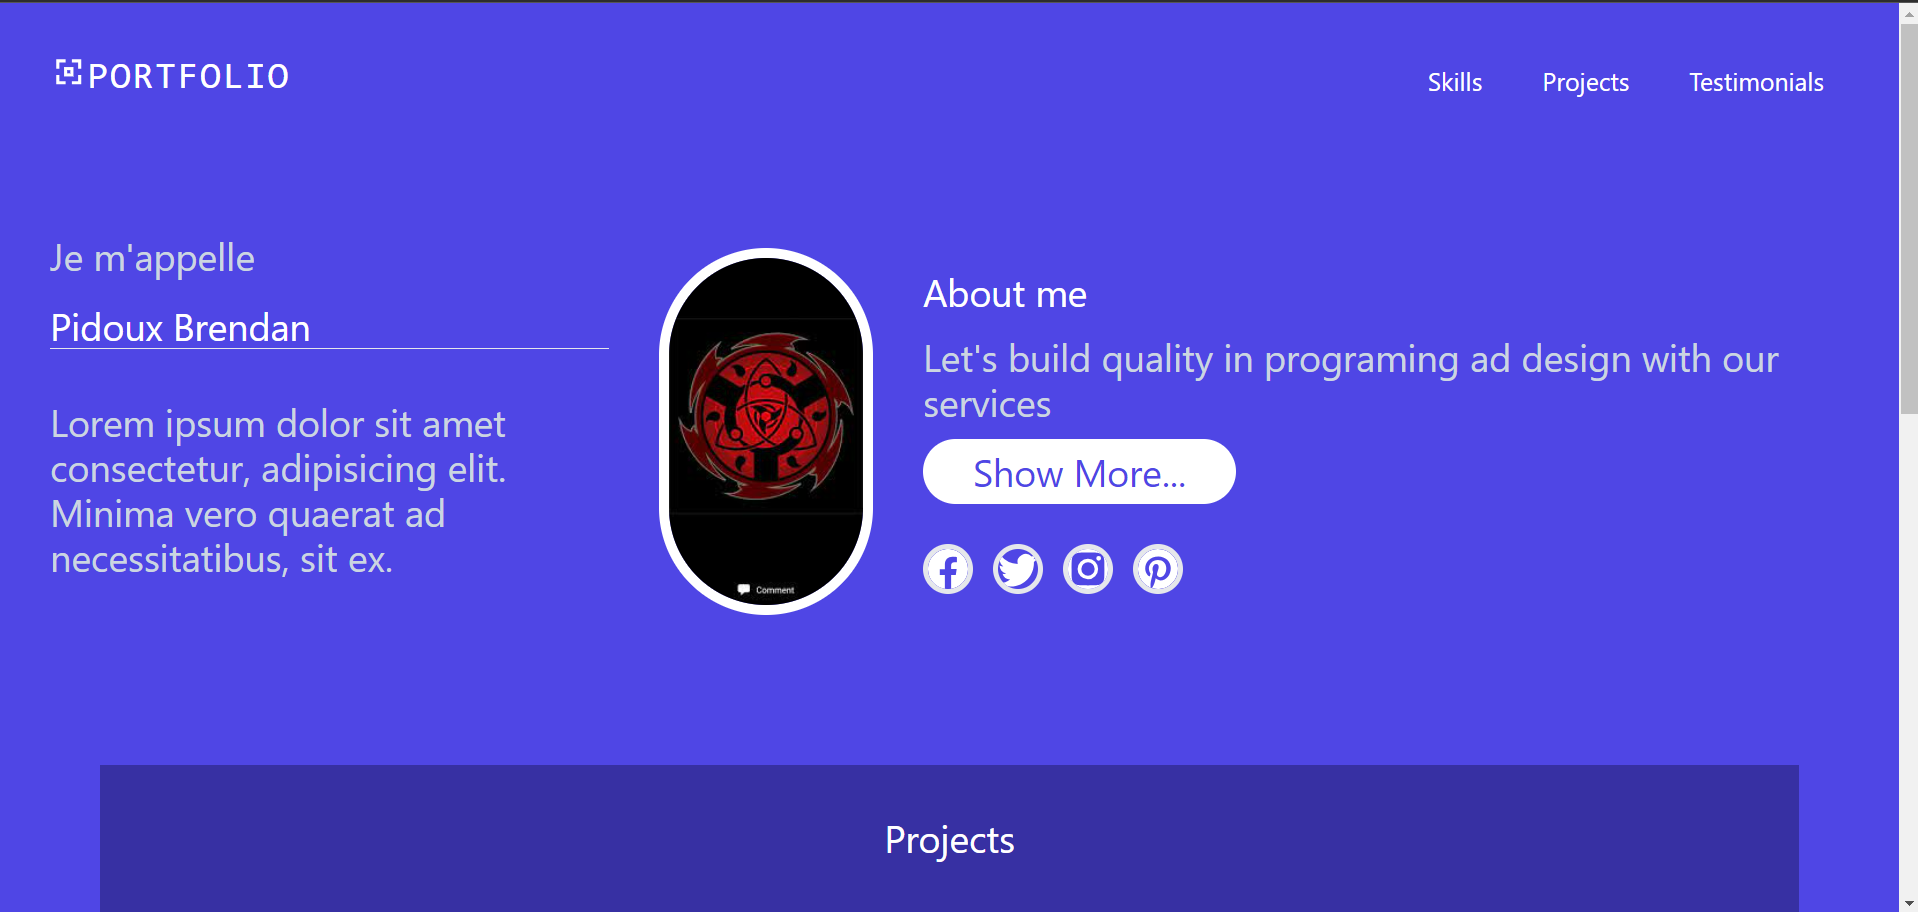 PORTFOLIO
Skills Projects Testimonials
Je m'appelle
Pidoux Brendan
Lorem ipsum dolor sit amet
consectetur, adipisicing elit.
Minima vero quaerat ad
necessitatibus, sit ex.
Comment
About me
Let's build quality in programing ad design with our
services
Show More...
Projects